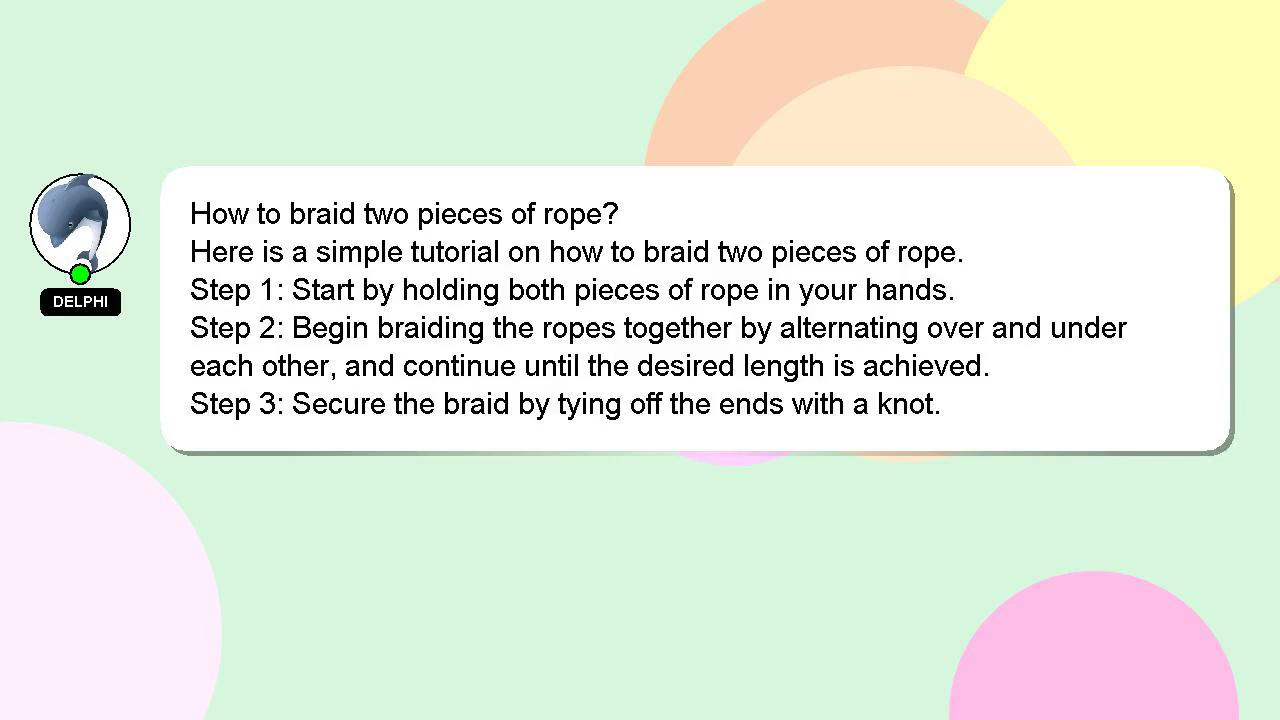 How to braid two pieces of rope?
Here is a simple tutorial on how to braid two pieces of rope.
Step 1: Start by holding both pieces of rope in your hands.
Step 2: Begin braiding the ropes together by alternating over and under
each other, and continue until the desired length is achieved.
Step 3: Secure the braid by tying off the ends with a knot.
DELPHI